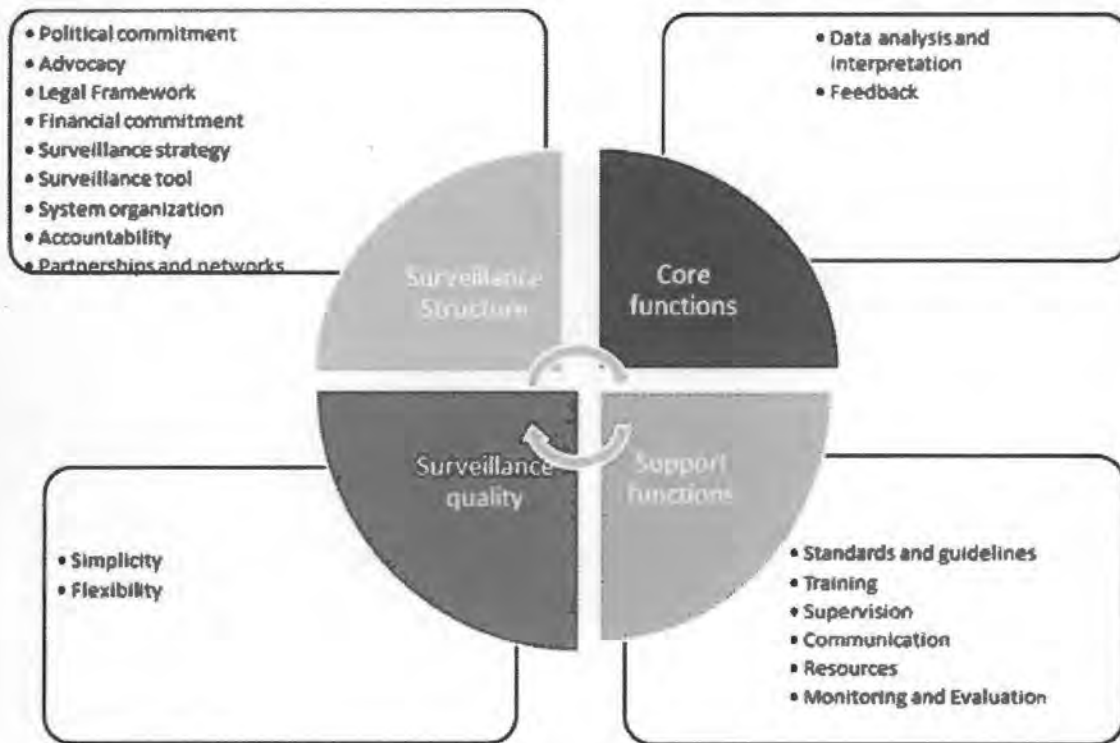 • Political commitment
• Advocacy
• Legal Framework
• Financial commitment
• Surveillance strategy
• Surveillance tool
• System organization
• Accountability
• Partnerships and networks
• Data analysis and
interpretation
• Feedback
Surveillance
Structure
Core
functions
Surveillance
quality
Support
functions
• Simplicity
• Flexibility
• Standards and guidelines
• Training
• Supervision
• Communication
• Resources
• Monitoring and Evaluation